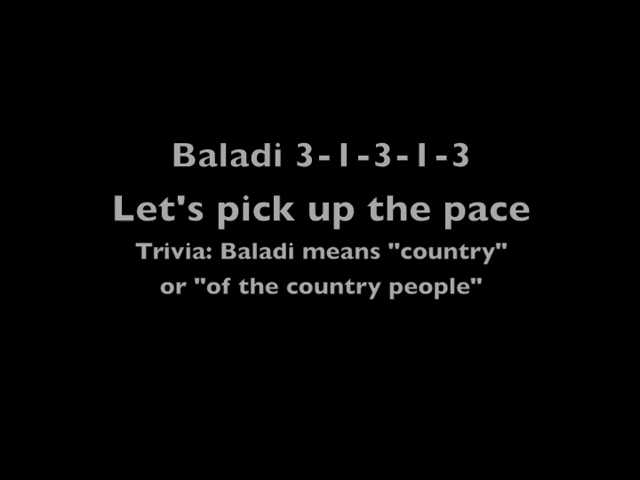 Baladi 3-1-3-1-3
Let's pick up the pace
Trivia: Baladi means "country"
or "of the country people"